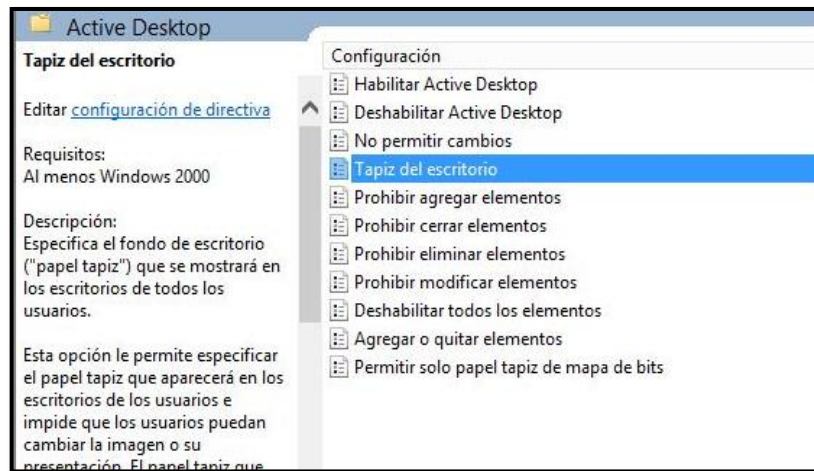 Active Desktop
Tapiz del escritorio
Editar configuración de directiva
Requisitos:
Al menos Windows 2000
Descripción:
Especifica el fondo de escritorio
("papel tapiz") que se mostrará en
los escritorios de todos los
usuarios.
Esta opción le permite especificar
el papel tapiz que aparecerá en los
escritorios de los usuarios e
impide que los usuarios puedan
cambiar la imagen o su
presentación. El papel tapiz que
Configuración
Habilitar Active Desktop
Deshabilitar Active Desktop
No permitir cambios
Tapiz del escritorio
Prohibir agregar elementos
Prohibir cerrar elementos
Prohibir eliminar elementos
Prohibir modificar elementos
Deshabilitar todos los elementos
Agregar o quitar elementos
Permitir solo papel tapiz de mapa de bits